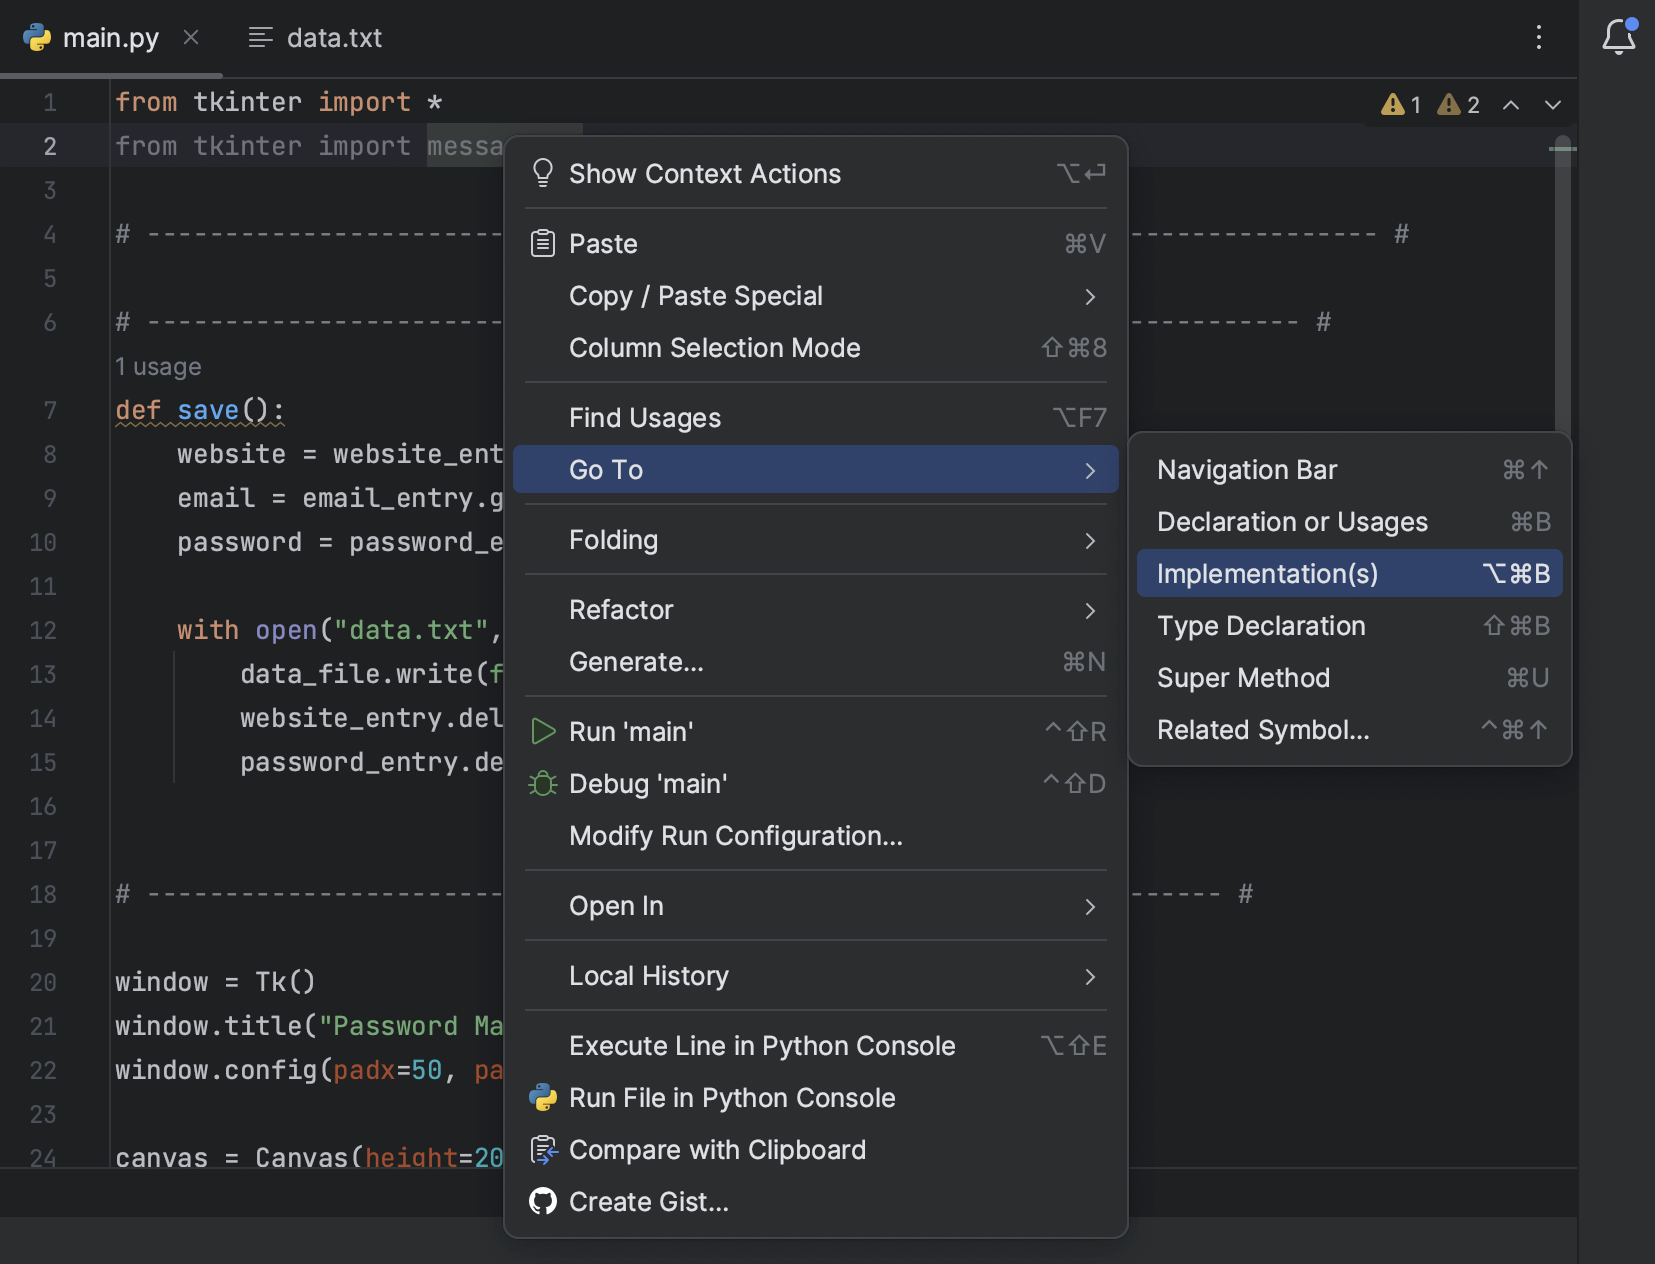 main.py
data.txt
1 from tkinter import *
1 2
2 from tkinter import messa
3
4 # ----------------------- ---------------- #
5
6 # ----------------------- ----------- #
1 usage
7 def save():
8 website = website_ent
9 email = email_entry.g
10 password = password_e
11
12 with open("data.txt",
13 data_file.write(f
14 website_entry.del
15 password_entry.de
16
17
18 # ----------------------- ------ #
19
20 window = Tk()
21 window.title("Password Ma
22 window.config(padx=50, pa
23
24 canvas = Canvas(height=20
Show Context Actions ⌥↩
Paste ⌘V
Copy / Paste Special
Column Selection Mode ⇧⌘8
Find Usages ⌥F7
Go To
Folding
Refactor
Generate... ⌘N
Run 'main' ^⇧R
Debug 'main' ^⇧D
Modify Run Configuration...
Open In
Local History
Execute Line in Python Console ⌥⇧E
Run File in Python Console
Compare with Clipboard
Create Gist...
Navigation Bar ⌘↑
Declaration or Usages ⌘B
Implementation(s) ⌥⌘B
Type Declaration ⇧⌘B
Super Method ⌘U
Related Symbol... ^⌘↑